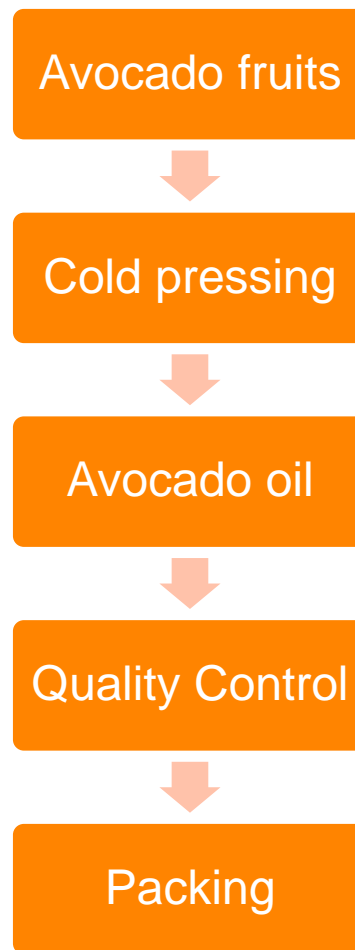 Avocado fruits
Cold pressing
Avocado oil
Quality Control
Packing